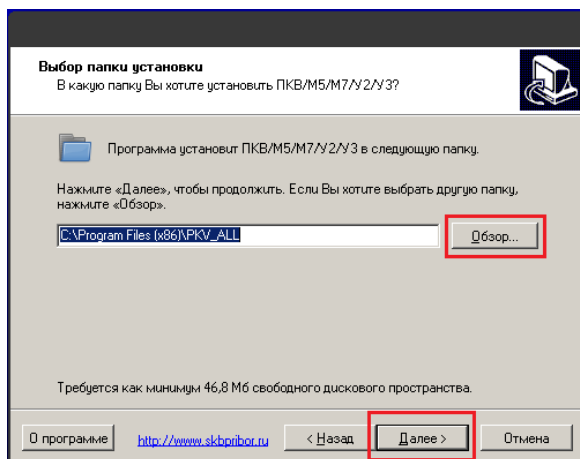 Выбор папки установки
В какую папку Вы хотите установить ПКВ/М5/М7/У2/У3?
Программа установит ПКВ/М5/М7/У2/У3 в следующую папку.
Нажмите «Далее», чтобы продолжить. Если Вы хотите выбрать другую папку,
нажмите «Обзор».
C:\Program Files (x86)\PKV_ALL
Обзор...
Требуется как минимум 46,8 Мб свободного дискового пространства.
О программе http://www.skbpribor.ru < Назад Далее > Отмена